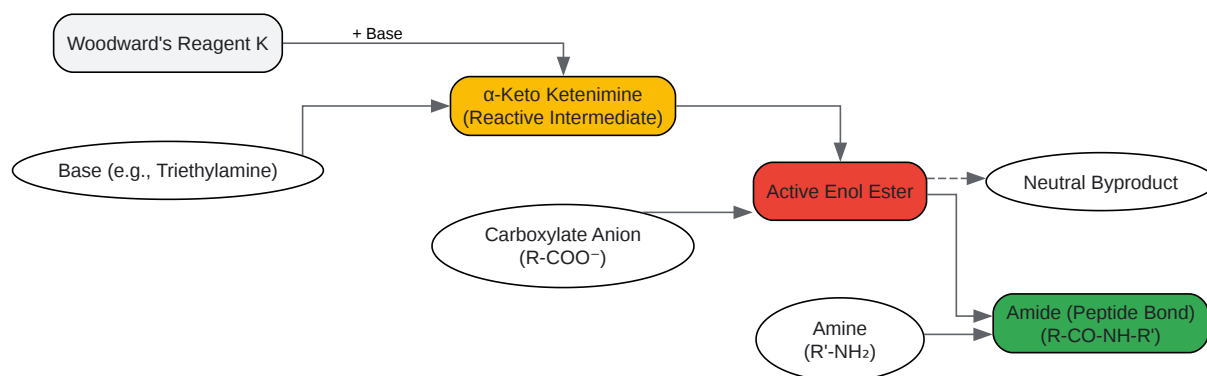 Woodward's Reagent K
+ Base
α-Keto Ketenimine
(Reactive Intermediate)
Base (e.g., Triethylamine)
Active Enol Ester
Neutral Byproduct
Carboxylate Anion
(R-COO⁻)
Amide (Peptide Bond)
(R-CO-NH-R')
Amine
(R'-NH₂)